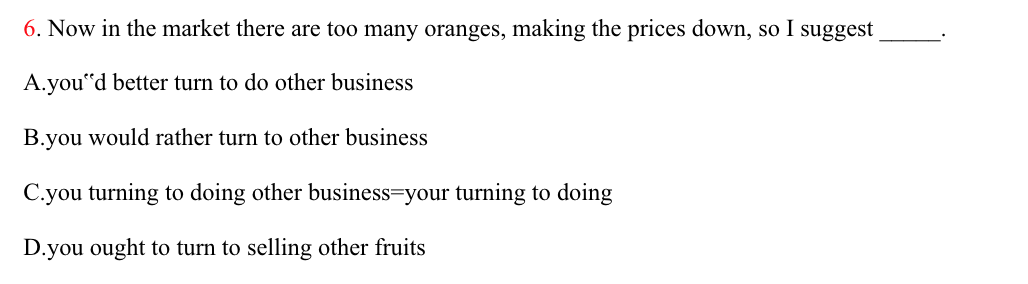 6. Now in the market there are too many oranges, making the prices down, so I suggest _____.
A.you‟d better turn to do other business
B.you would rather turn to other business
C.you turning to doing other business=your turning to doing
D.you ought to turn to selling other fruits